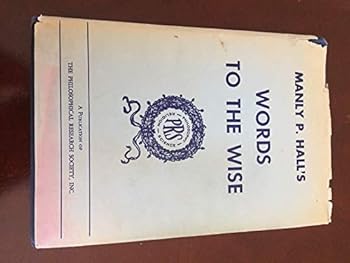 MANLY P. HALL'S
WORDS
TO THE WISE
PRS
A PUBLICATION OF
THE PHILOSOPHICAL RESEARCH SOCIETY, INC.